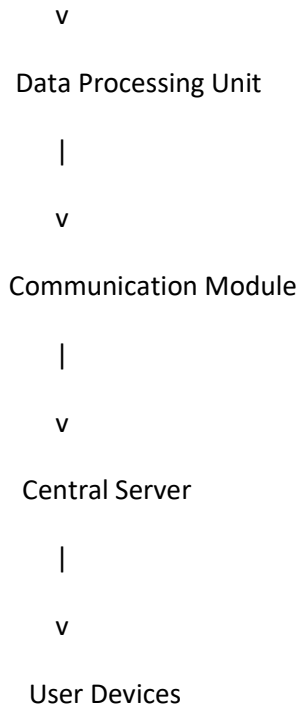 v
Data Processing Unit
|
v
Communication Module
|
v
Central Server
|
v
User Devices